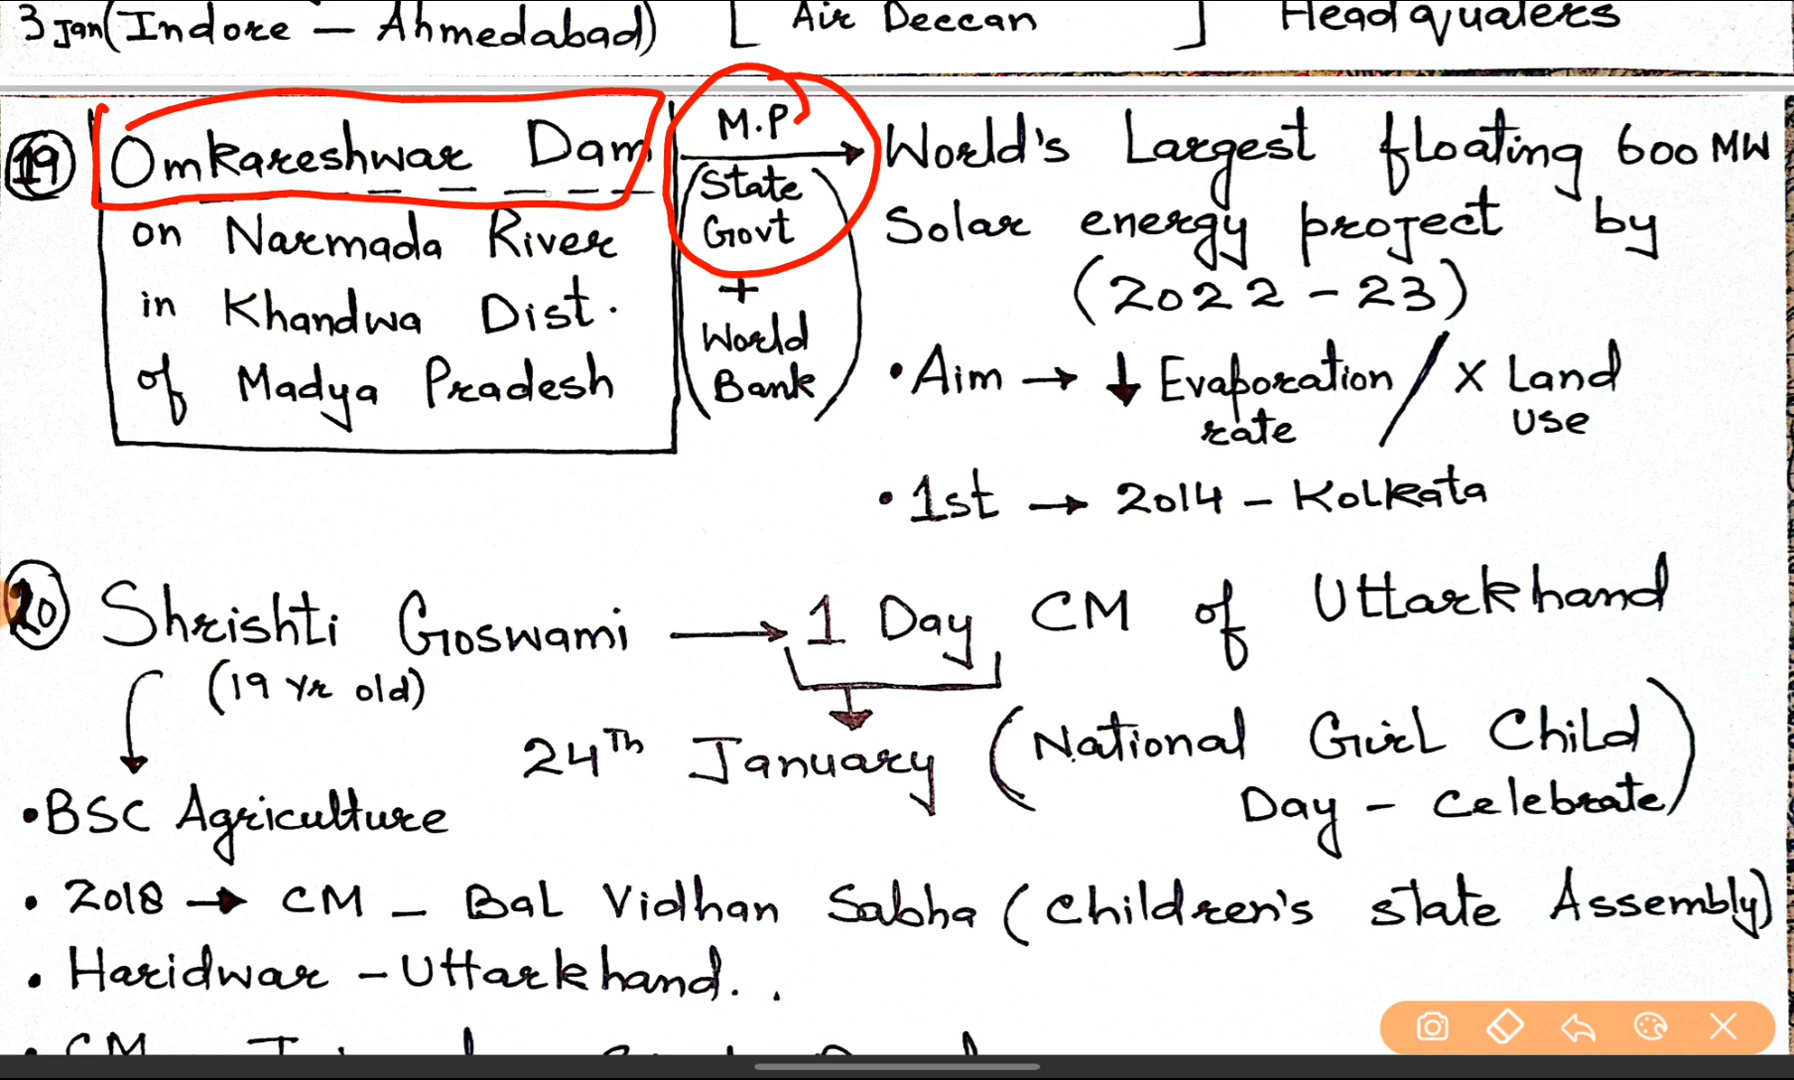 3 Jan (Indore – Ahmedabad) [ Air Deccan ] Headquaters
19 Omkareshwar Dam
on Narmada River
in Khandwa Dist.
of Madya Pradesh
M.P
(State
Govt
+
World
Bank)
→ World's Largest floating 600 MW
Solar energy project by
(2022-23)
• Aim → ↓ Evaporation / x Land
rate use
• 1st → 2014 – Kolkata
20 Shrishti Goswami → 1 Day CM of Uttarkhand
(19 Yr old)
24Th January (National Girl Child
Day – Celebrate)
• BSC Agriculture
• 2018 → CM – Bal Vidhan Sabha (Children's state Assembly)
• Haridwar – Uttarkhand..